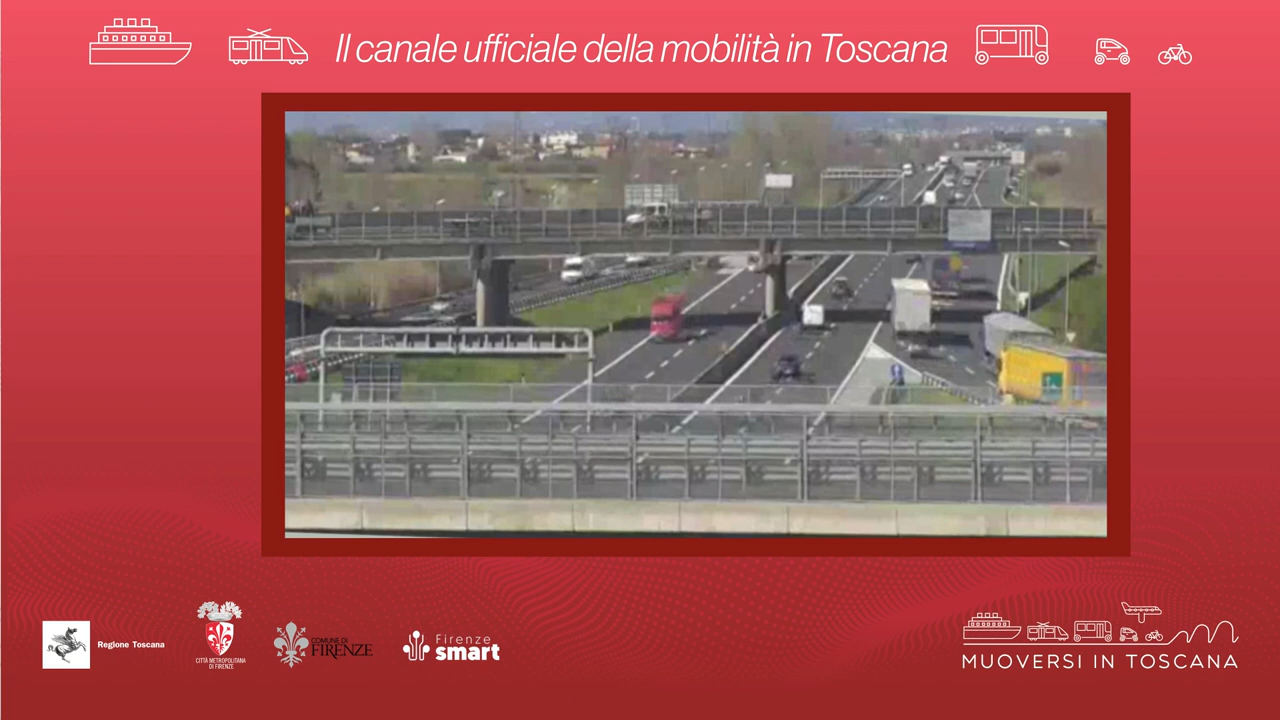 Il canale ufficiale della mobilità in Toscana
Regione Toscana
CITTÀ METROPOLITANA
DI FIRENZE
COMUNE DI
FIRENZE
Firenze
smart
MUOVERSI IN TOSCANA